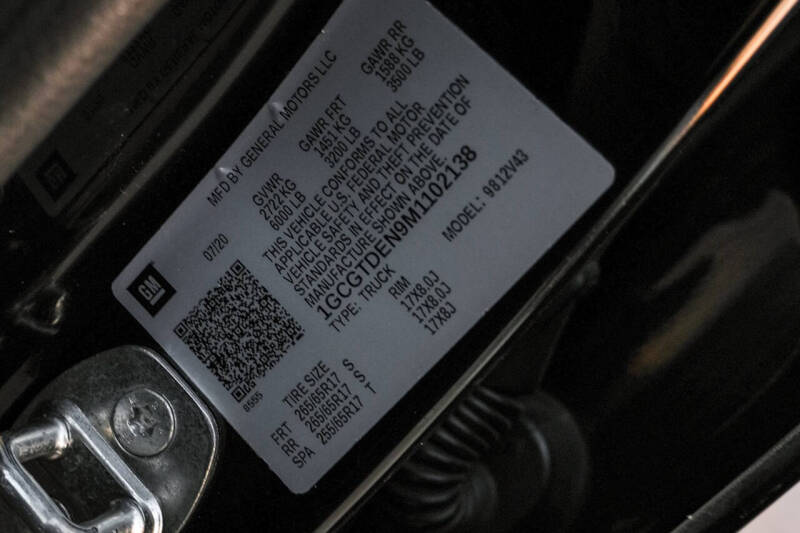 MFD BY GENERAL MOTORS LLC
GM
07/20
GVWR GAWR FRT GAWR RR
2722 KG 1451 KG 1588 KG
6000 LB 3200 LB 3500 LB
THIS VEHICLE CONFORMS TO ALL
APPLICABLE U.S. FEDERAL MOTOR
VEHICLE SAFETY AND THEFT PREVENTION
STANDARDS IN EFFECT ON THE DATE OF
MANUFACTURE SHOWN ABOVE.
1GCGTDEN9M1102138
TYPE: TRUCK MODEL: 9812V43
TIRE SIZE RIM
FRT 265/65R17 S 17X8.0J
RR 265/65R17 S 17X8.0J
SPA 255/65R17 T 17X8J